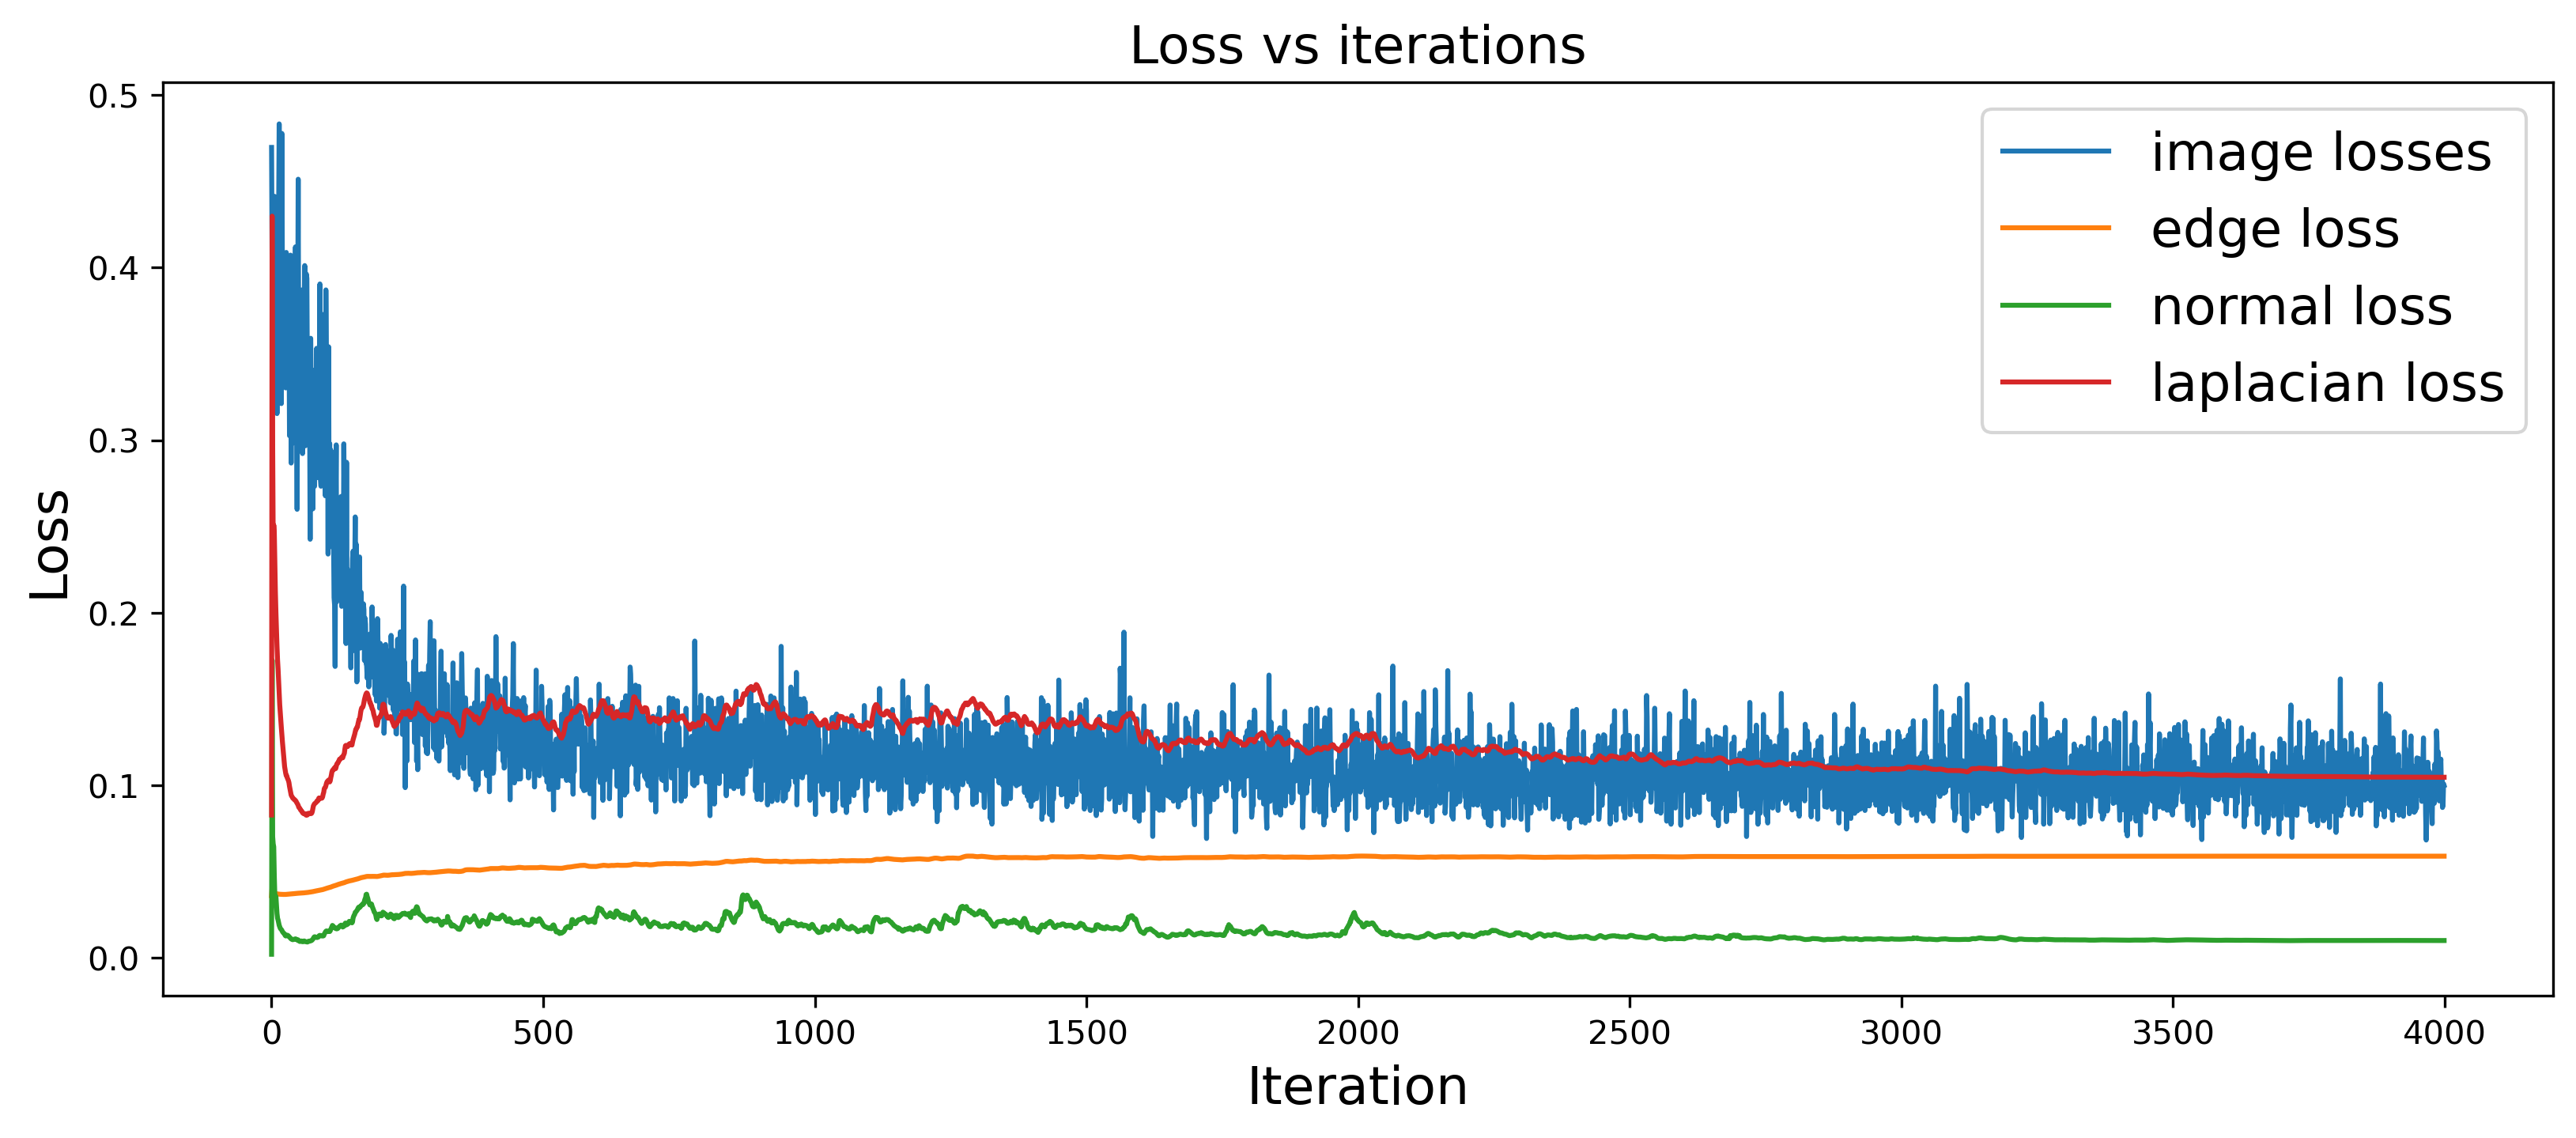 Loss vs iterations
0.5
0.4
0.3
0.2
0.1
0.0
Loss
image losses
edge loss
normal loss
laplacian loss
0 500 1000 1500 2000 2500 3000 3500 4000
Iteration